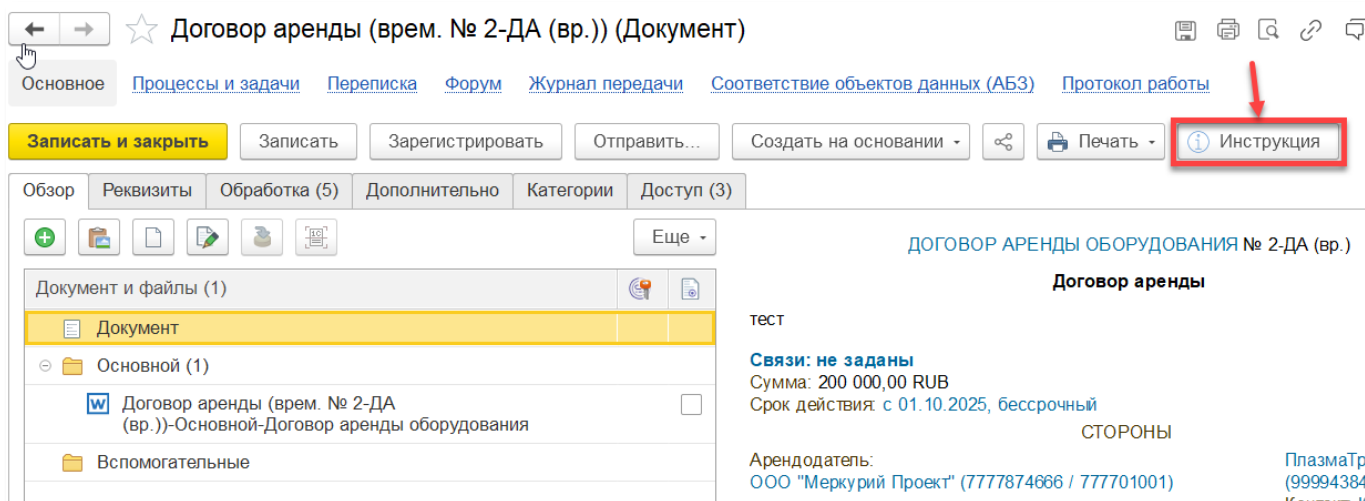 Договор аренды (врем. № 2-ДА (вр.)) (Документ)
Основное Процессы и задачи Переписка Форум Журнал передачи Соответствие объектов данных (АБЗ) Протокол работы
Записать и закрыть Записать Зарегистрировать Отправить... Создать на основании Печать Инструкция
Обзор Реквизиты Обработка (5) Дополнительно Категории Доступ (3)
Еще
Документ и файлы (1)
Документ
Основной (1)
Договор аренды (врем. № 2-ДА
(вр.))-Основной-Договор аренды оборудования
Вспомогательные
ДОГОВОР АРЕНДЫ ОБОРУДОВАНИЯ № 2-ДА (вр.)
Договор аренды
тест
Связи: не заданы
Сумма: 200 000,00 RUB
Срок действия: с 01.10.2025, бессрочный
СТОРОНЫ
Арендодатель: ПлазмаТр
ООО "Меркурий Проект" (7777874666 / 777701001) (99994384